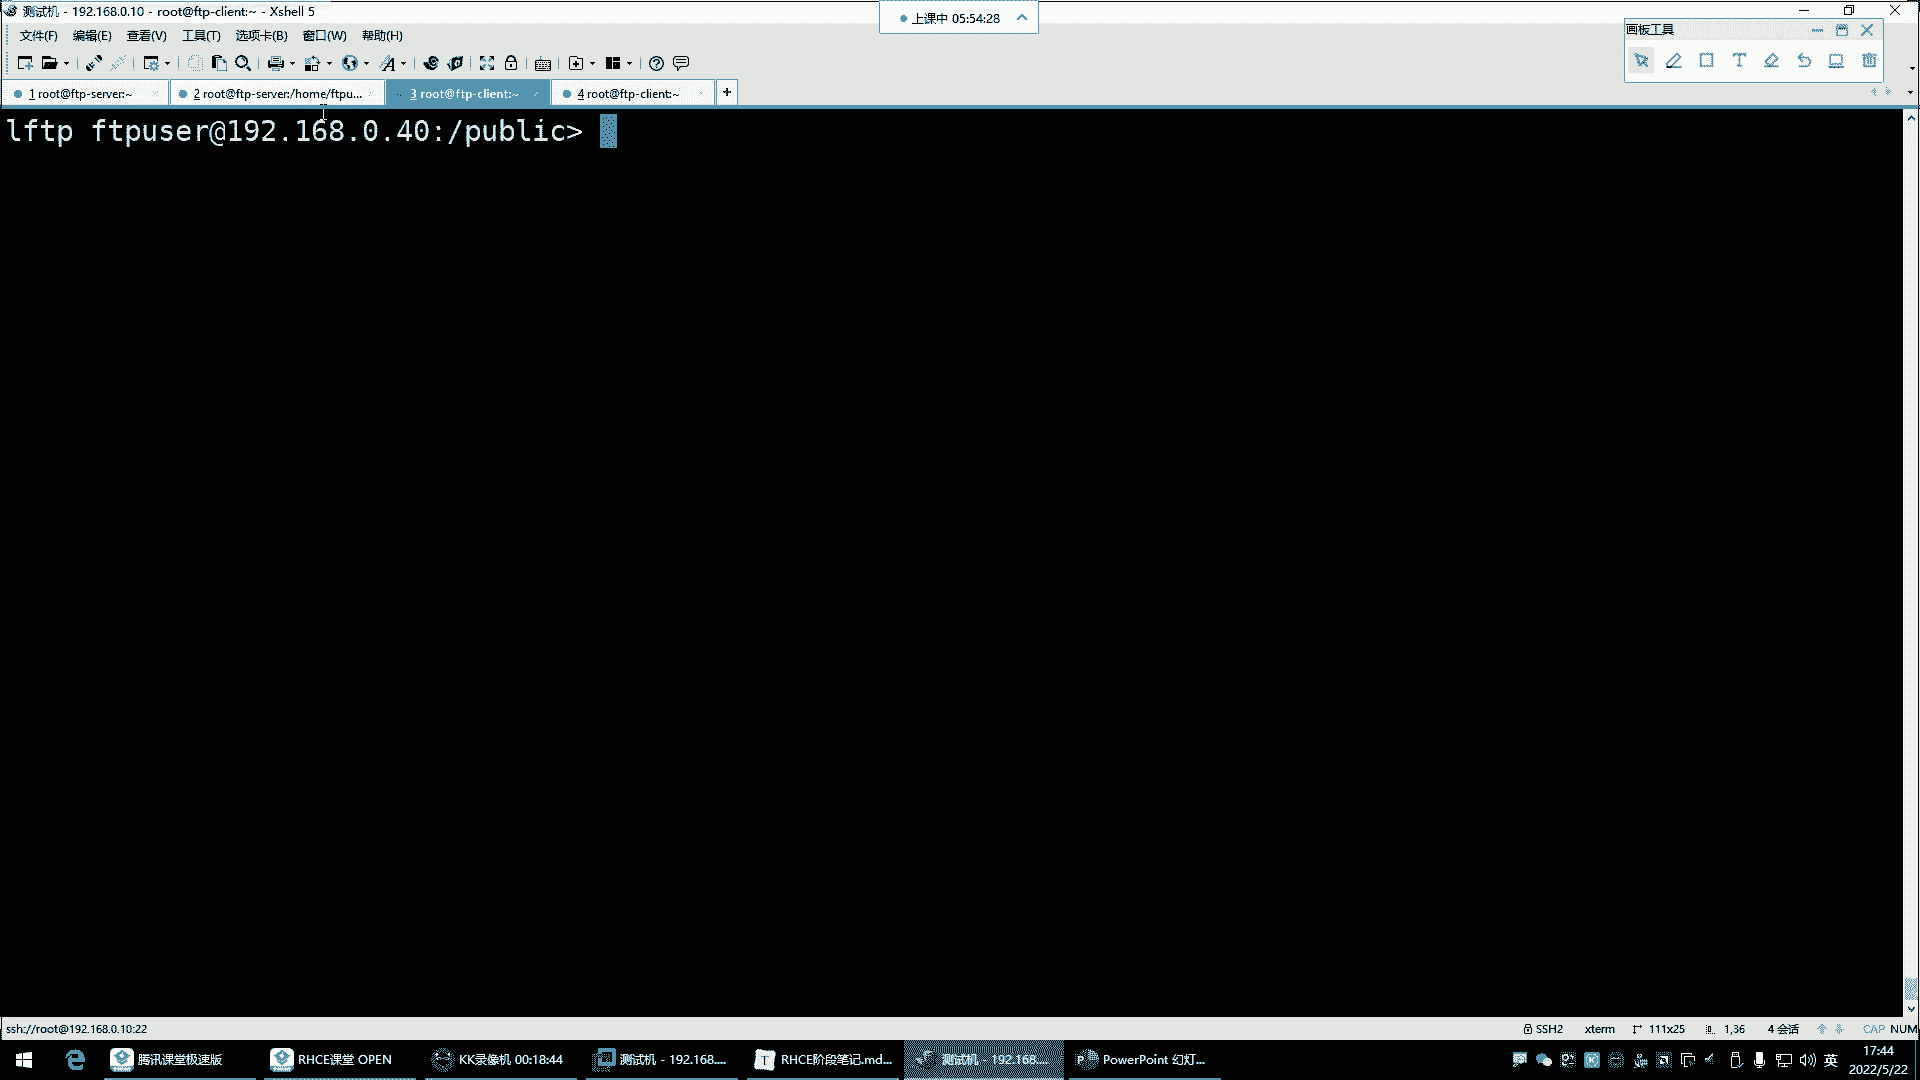 测试机 - 192.168.0.10 - root@ftp-client:~ - Xshell 5
上课中 05:54:28
画板工具
文件(F) 编辑(E) 查看(V) 工具(T) 选项卡(B) 窗口(W) 帮助(H)
1 root@ftp-server:~ 2 root@ftp-server:/home/ftpu... 3 root@ftp-client:~ 4 root@ftp-client:~ +
lftp ftpuser@192.168.0.40:/public>
ssh://root@192.168.0.10:22 SSH2 xterm 111x25 1,36 4 会话 CAP NUM
腾讯课堂极速版 RHCE课堂 OPEN KK录像机 00:18:44 测试机 - 192.168.... RHCE阶段笔记.md... 测试机 - 192.168.... PowerPoint 幻灯... 英 17:44
2022/5/22